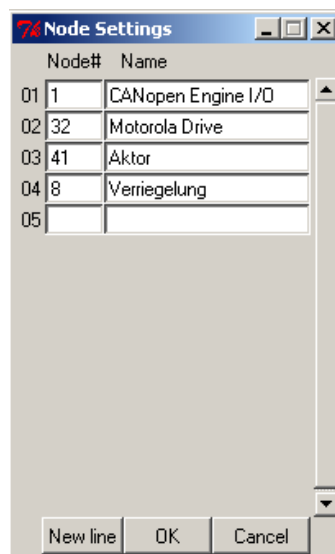 Node Settings
Node# Name
01 1 CANopen Engine I/O
02 32 Motorola Drive
03 41 Aktor
04 8 Verriegelung
05
New line OK Cancel